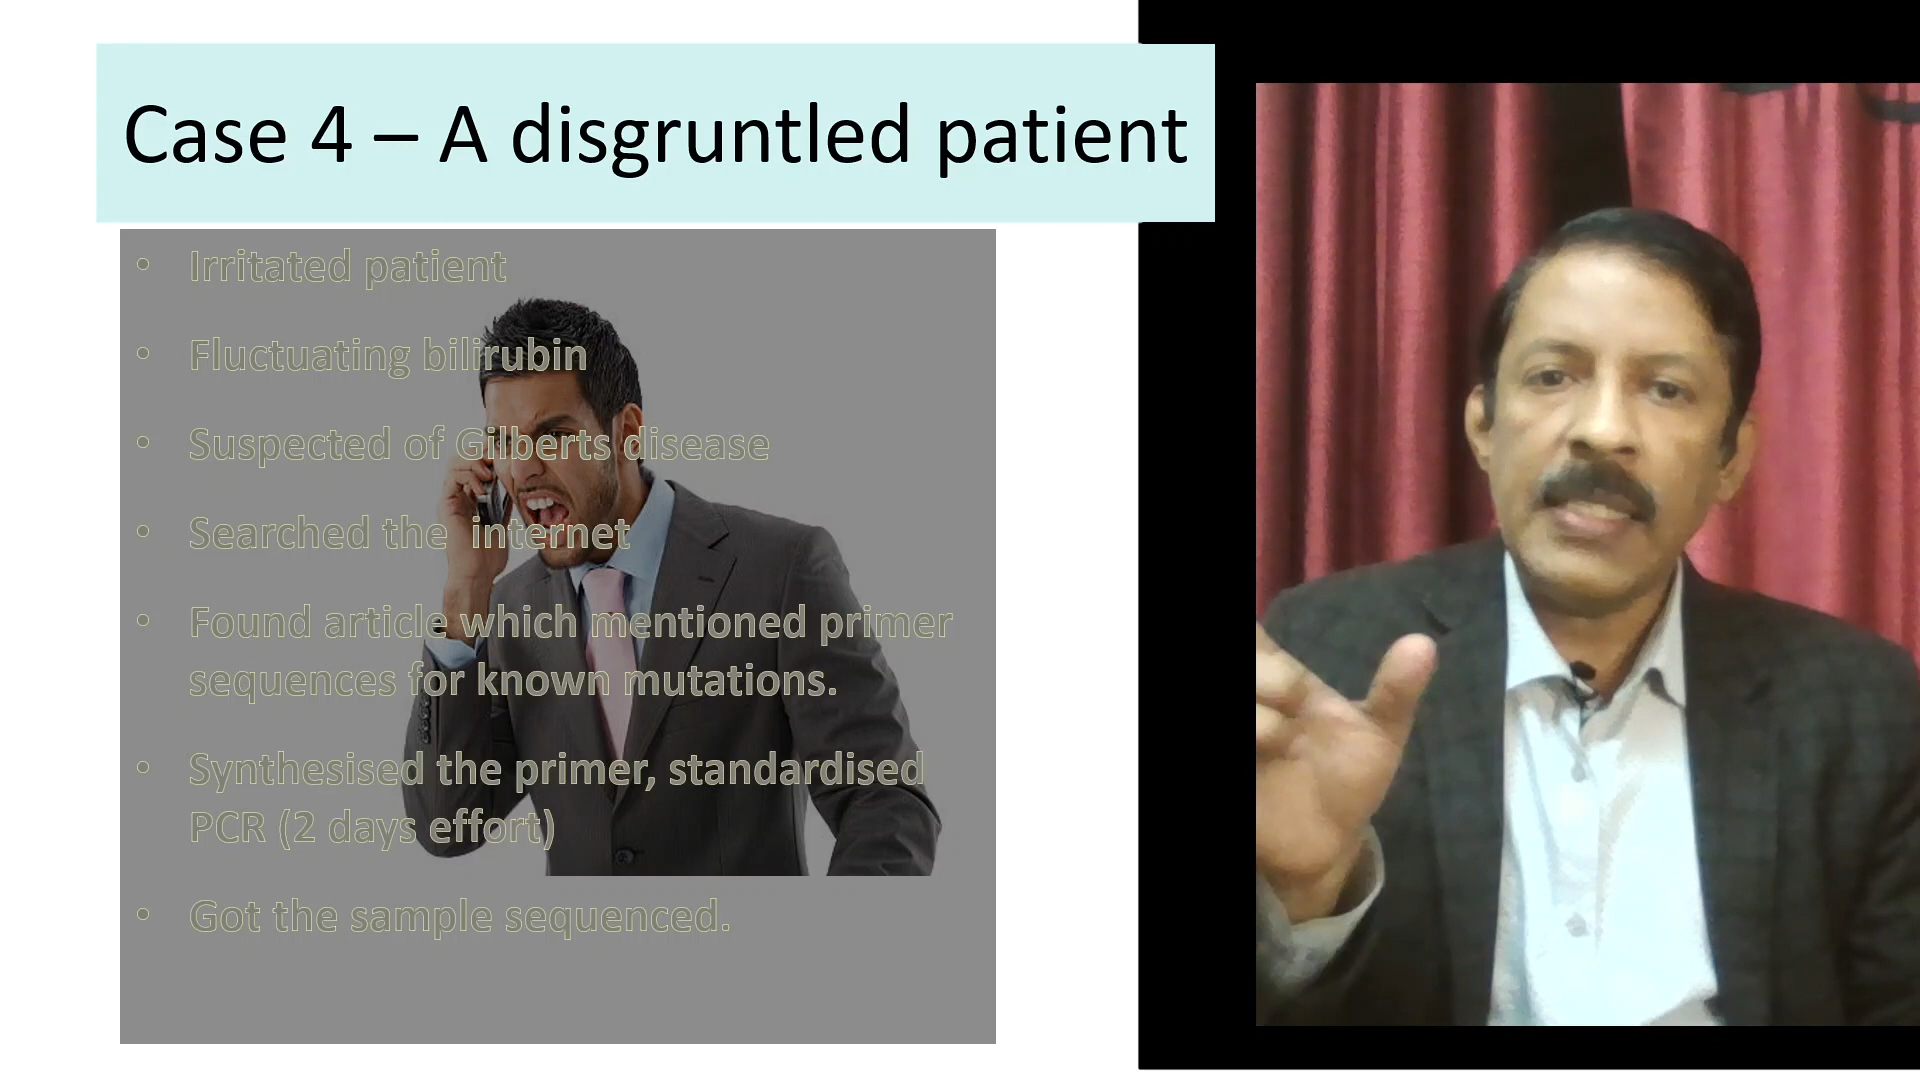 Case 4 – A disgruntled patient
• Irritated patient
• Fluctuating bilirubin
• Suspected of Gilberts disease
• Searched the  internet
• Found article which mentioned primer
sequences for known mutations.
• Synthesised the primer, standardised
PCR (2 days effort)
• Got the sample sequenced.